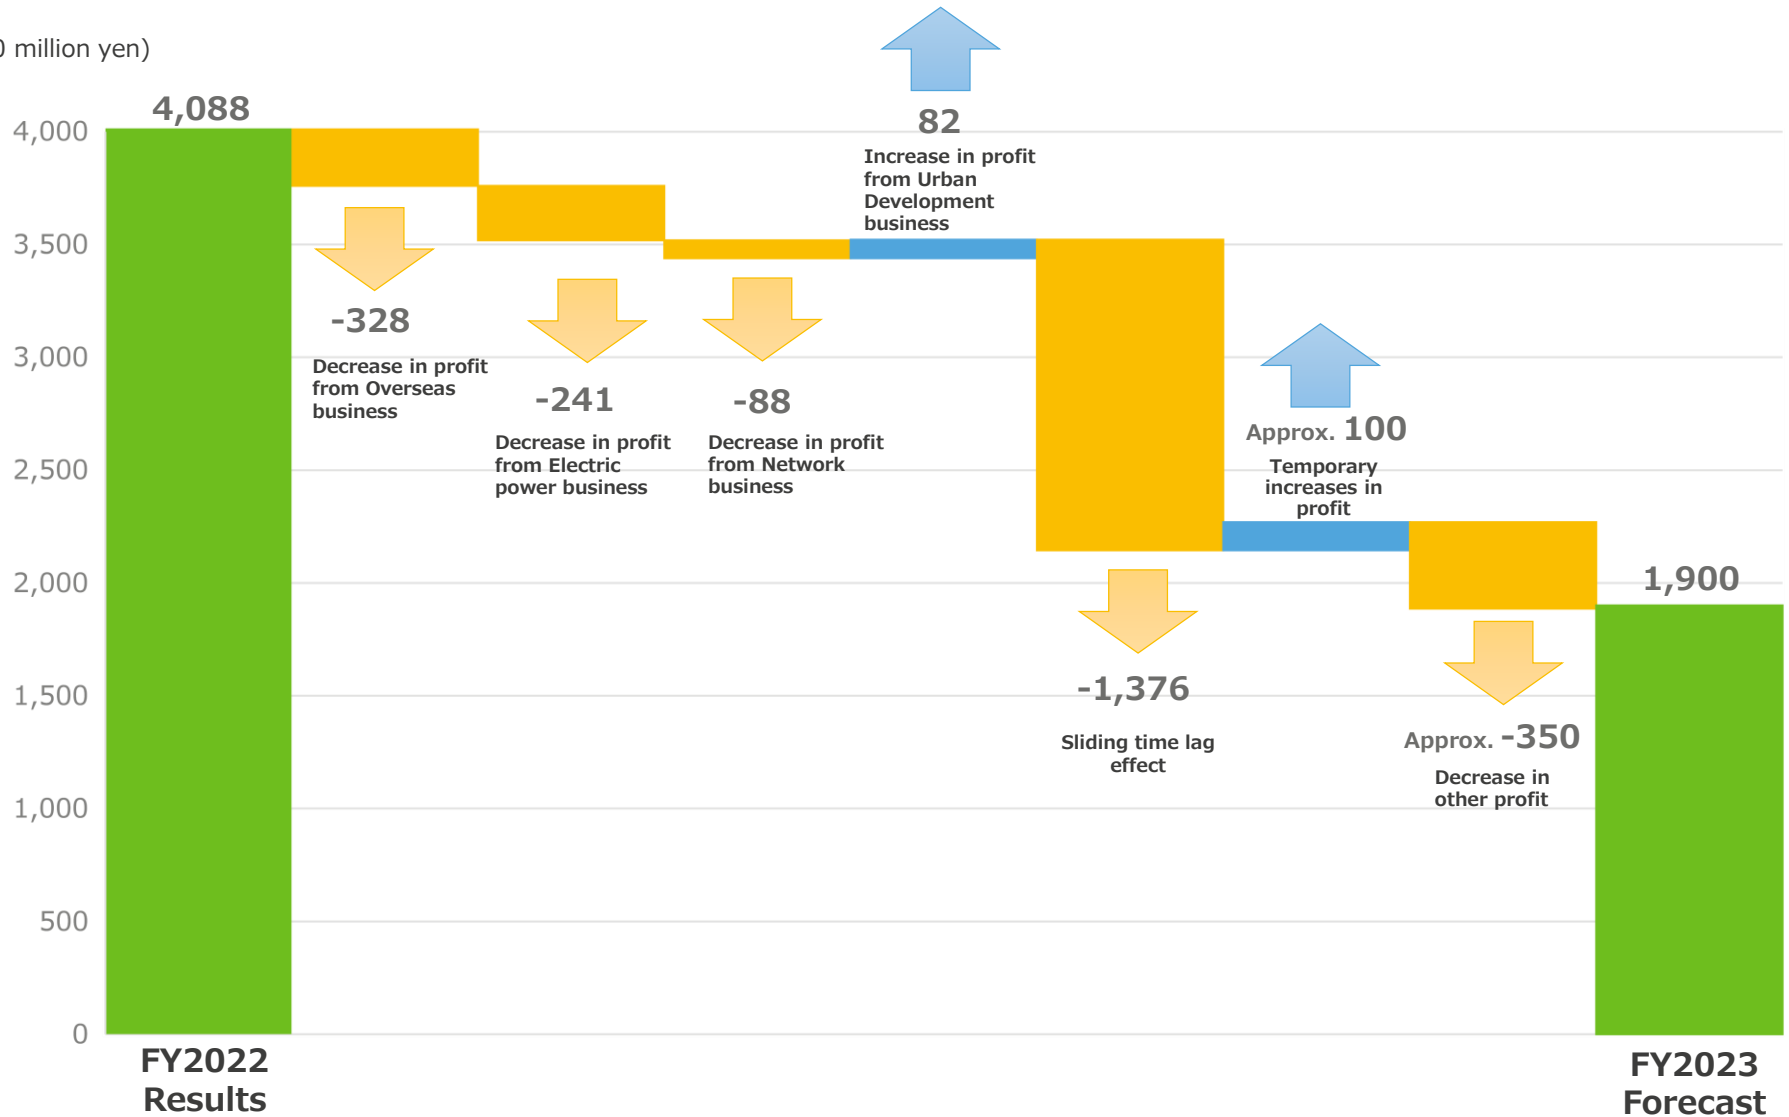 0 million yen)
4,088
4,000
3,500
3,000
2,500
2,000
1,500
1,000
500
0
-328
Decrease in profit
from Overseas
business
-241
Decrease in profit
from Electric
power business
-88
Decrease in profit
from Network
business
82
Increase in profit
from Urban
Development
business
-1,376
Sliding time lag
effect
Approx. 100
Temporary
increases in
profit
Approx. -350
Decrease in
other profit
1,900
FY2022
Results
FY2023
Forecast